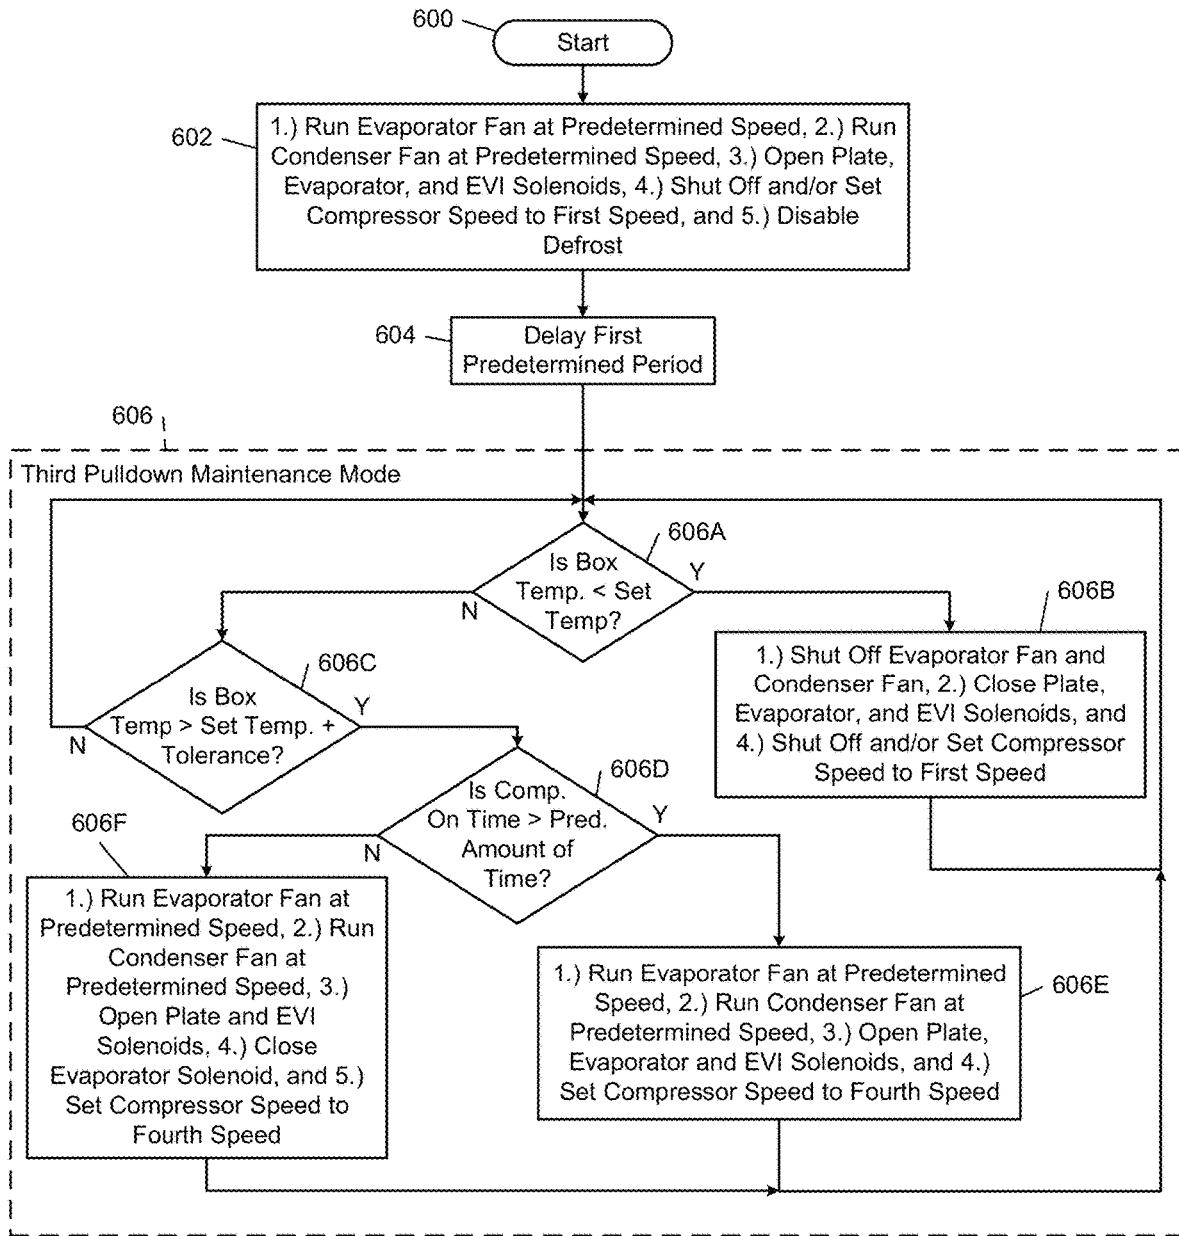 600
Start
602
1.) Run Evaporator Fan at Predetermined Speed, 2.) Run
Condenser Fan at Predetermined Speed, 3.) Open Plate,
Evaporator, and EVI Solenoids, 4.) Shut Off and/or Set
Compressor Speed to First Speed, and 5.) Disable
Defrost
604
Delay First
Predetermined Period
606
Third Pulldown Maintenance Mode
606A
Is Box
Temp. < Set
Temp?
Y
N
606B
1.) Shut Off Evaporator Fan and
Condenser Fan, 2.) Close Plate,
Evaporator, and EVI Solenoids, and
4.) Shut Off and/or Set Compressor
Speed to First Speed
606C
Is Box
Temp > Set Temp. +
Tolerance?
Y
N
606D
Is Comp.
On Time > Pred.
Amount of
Time?
Y
N
606F
1.) Run Evaporator Fan at
Predetermined Speed, 2.) Run
Condenser Fan at
Predetermined Speed, 3.)
Open Plate and EVI
Solenoids, 4.) Close
Evaporator Solenoid, and 5.)
Set Compressor Speed to
Fourth Speed
606E
1.) Run Evaporator Fan at Predetermined
Speed, 2.) Run Condenser Fan at
Predetermined Speed, 3.) Open Plate,
Evaporator and EVI Solenoids, and 4.)
Set Compressor Speed to Fourth Speed